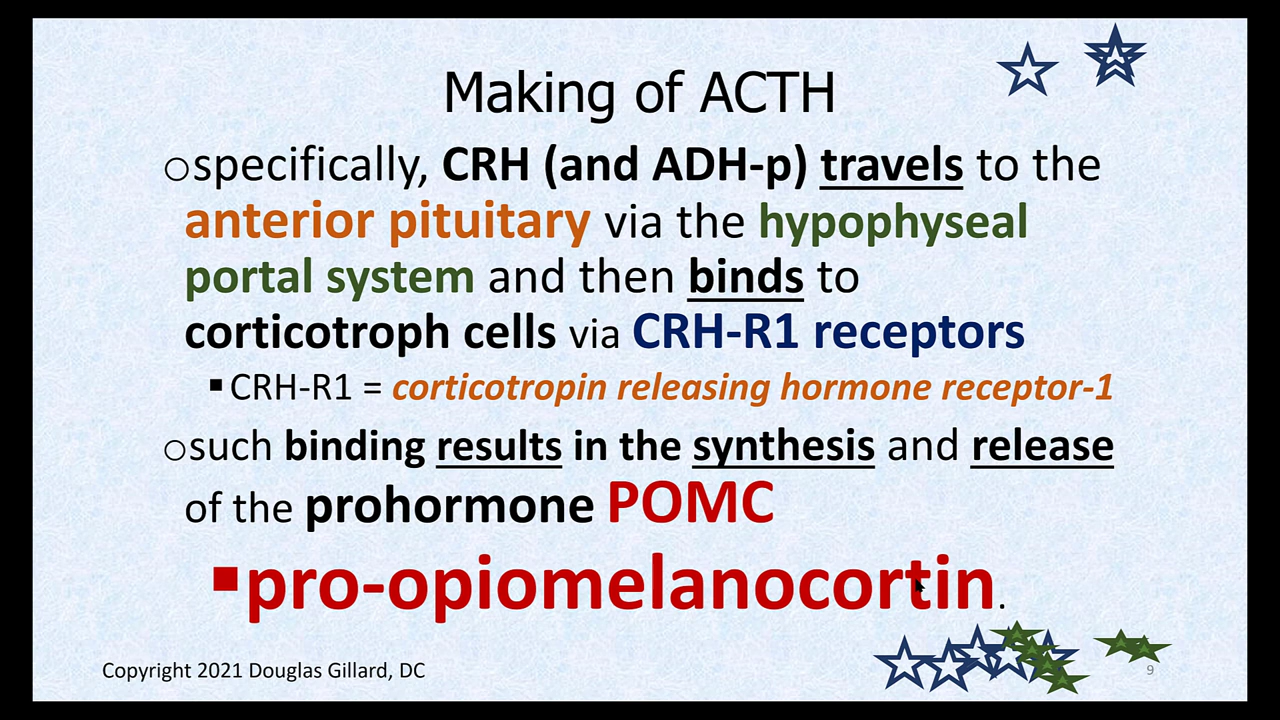 Making of ACTH
○specifically, CRH (and ADH-p) travels to the
anterior pituitary via the hypophyseal
portal system and then binds to
corticotroph cells via CRH-R1 receptors
▪CRH-R1 = corticotropin releasing hormone receptor-1
○such binding results in the synthesis and release
of the prohormone POMC
▪pro-opiomelanocortin.
Copyright 2021 Douglas Gillard, DC
9